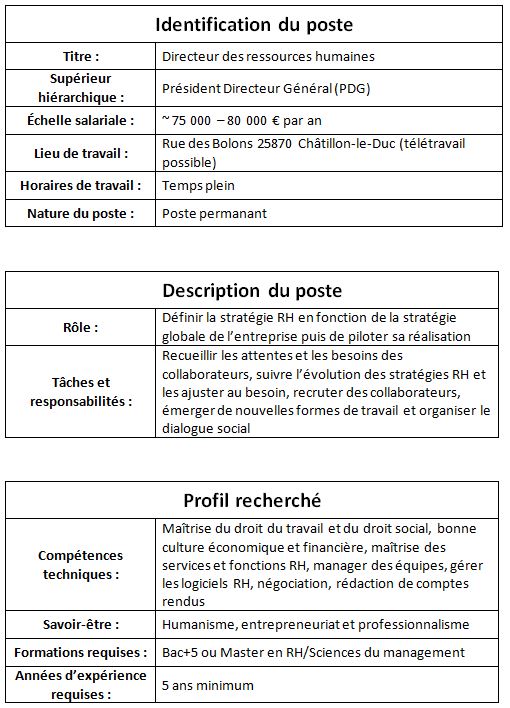 Identification du poste
Titre :
Directeur des ressources humaines
Supérieur
hiérarchique :
Président Directeur Général (PDG)
Échelle salariale :
~ 75 000 – 80 000 € par an
Lieu de travail :
Rue des Bolons 25870 Châtillon-le-Duc (télétravail
possible)
Horaires de travail :
Temps plein
Nature du poste :
Poste permanant
Description du poste
Rôle :
Définir la stratégie RH en fonction de la stratégie
globale de l’entreprise puis de piloter sa réalisation
Tâches et
responsabilités :
Recueillir les attentes et les besoins des
collaborateurs, suivre l’évolution des stratégies RH et
les ajuster au besoin, recruter des collaborateurs,
émerger de nouvelles formes de travail et organiser le
dialogue social
Profil recherché
Compétences
techniques :
Maîtrise du droit du travail et du droit social, bonne
culture économique et financière, maîtrise des
services et fonctions RH, manager des équipes, gérer
les logiciels RH, négociation, rédaction de comptes
rendus
Savoir-être :
Humanisme, entrepreneuriat et professionnalisme
Formations requises :
Bac+5 ou Master en RH/Sciences du management
Années d’expérience
requises :
5 ans minimum